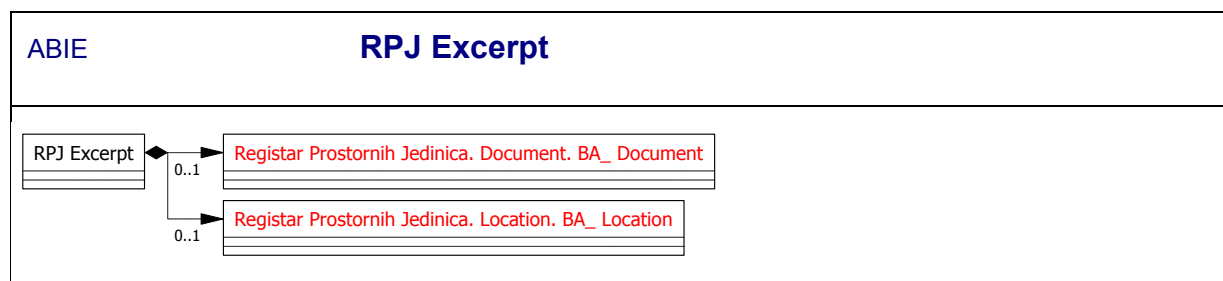 ABIE
RPJ Excerpt
RPJ Excerpt
Registar Prostornih Jedinica. Document. BA_ Document
0..1
Registar Prostornih Jedinica. Location. BA_ Location
0..1